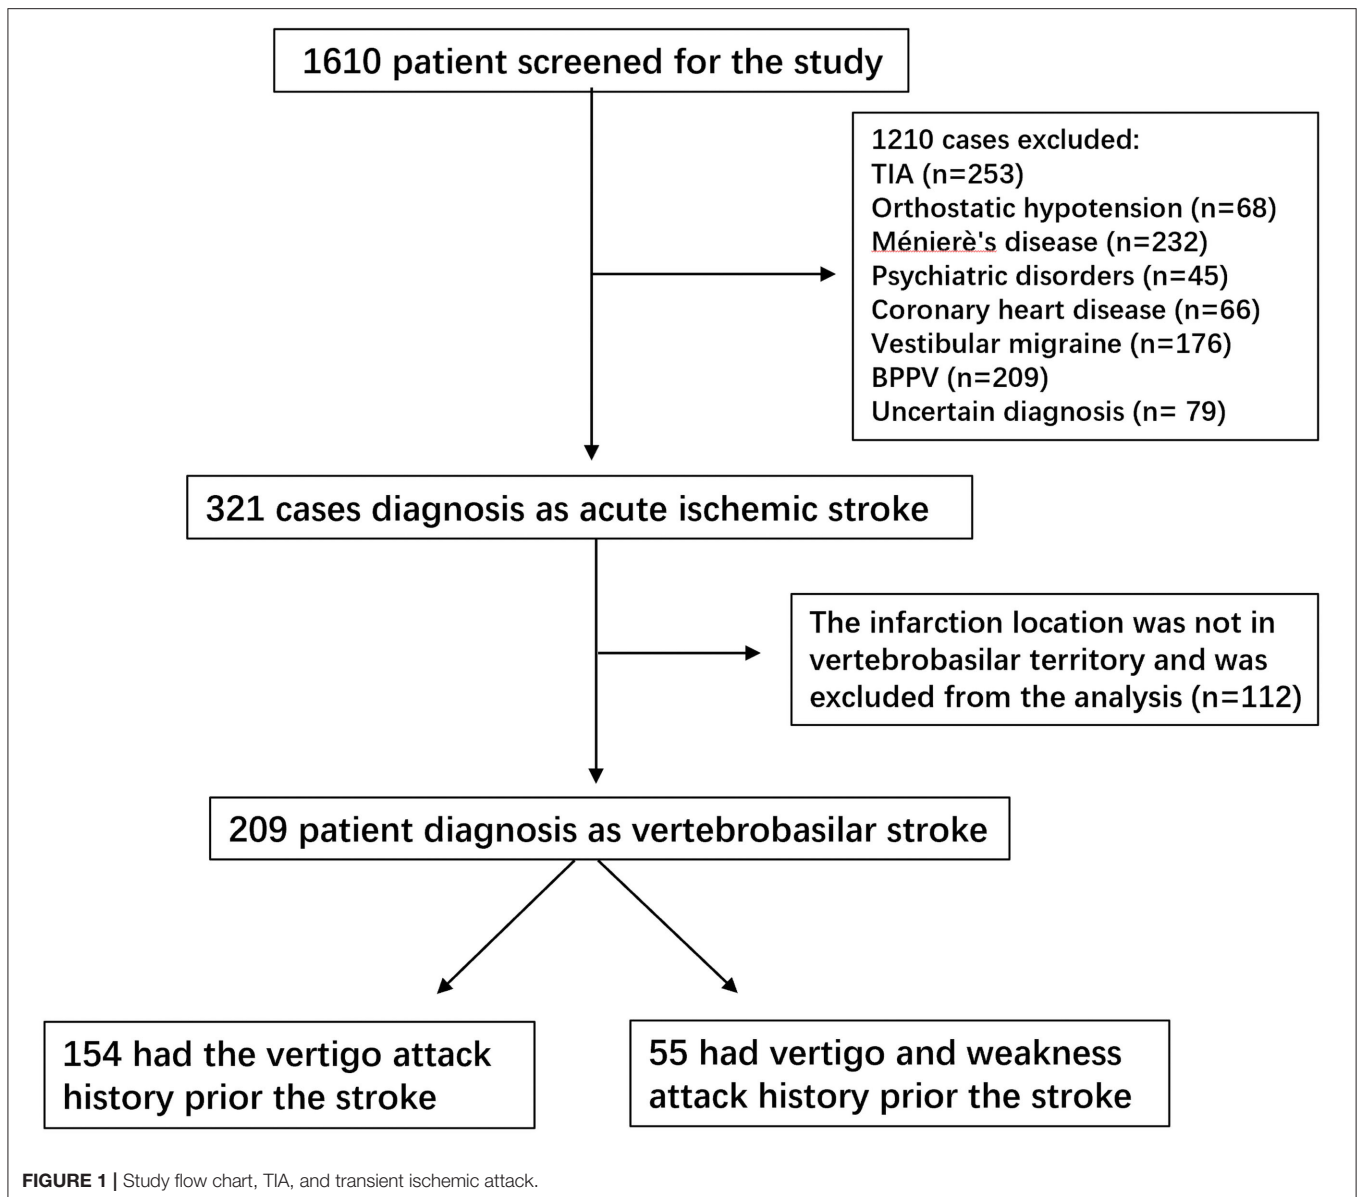 1610 patient screened for the study
1210 cases excluded:
TIA (n=253)
Orthostatic hypotension (n=68)
Ménierè's disease (n=232)
Psychiatric disorders (n=45)
Coronary heart disease (n=66)
Vestibular migraine (n=176)
BPPV (n=209)
Uncertain diagnosis (n= 79)
321 cases diagnosis as acute ischemic stroke
The infarction location was not in
vertebrobasilar territory and was
excluded from the analysis (n=112)
209 patient diagnosis as vertebrobasilar stroke
154 had the vertigo attack
history prior the stroke
55 had vertigo and weakness
attack history prior the stroke
FIGURE 1 | Study flow chart, TIA, and transient ischemic attack.